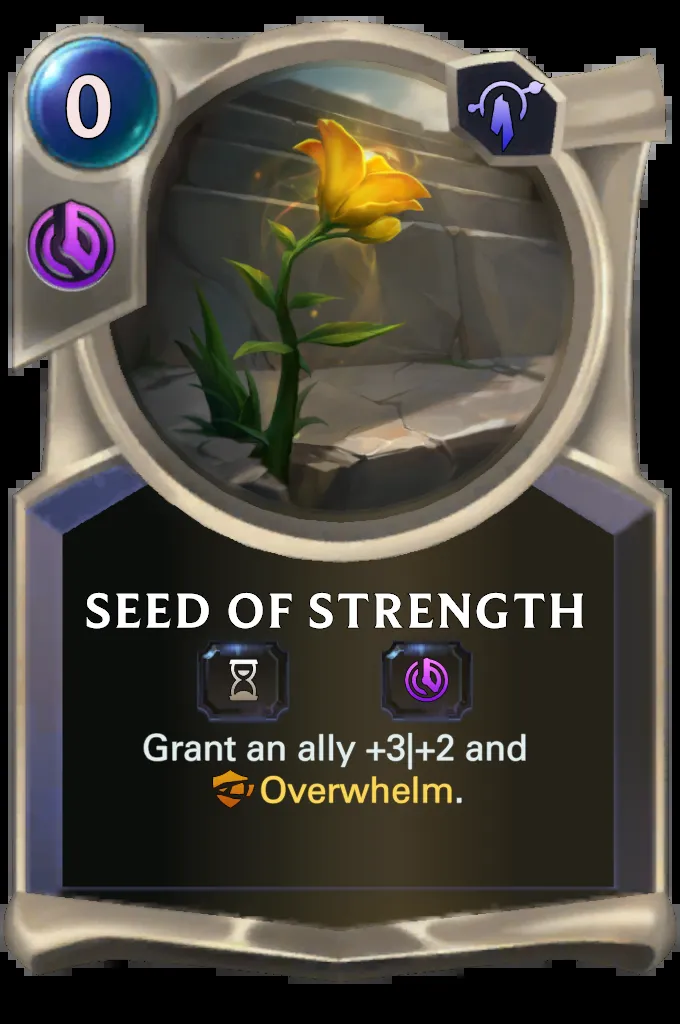 0
SEED OF STRENGTH
Grant an ally +3|+2 and
Overwhelm.